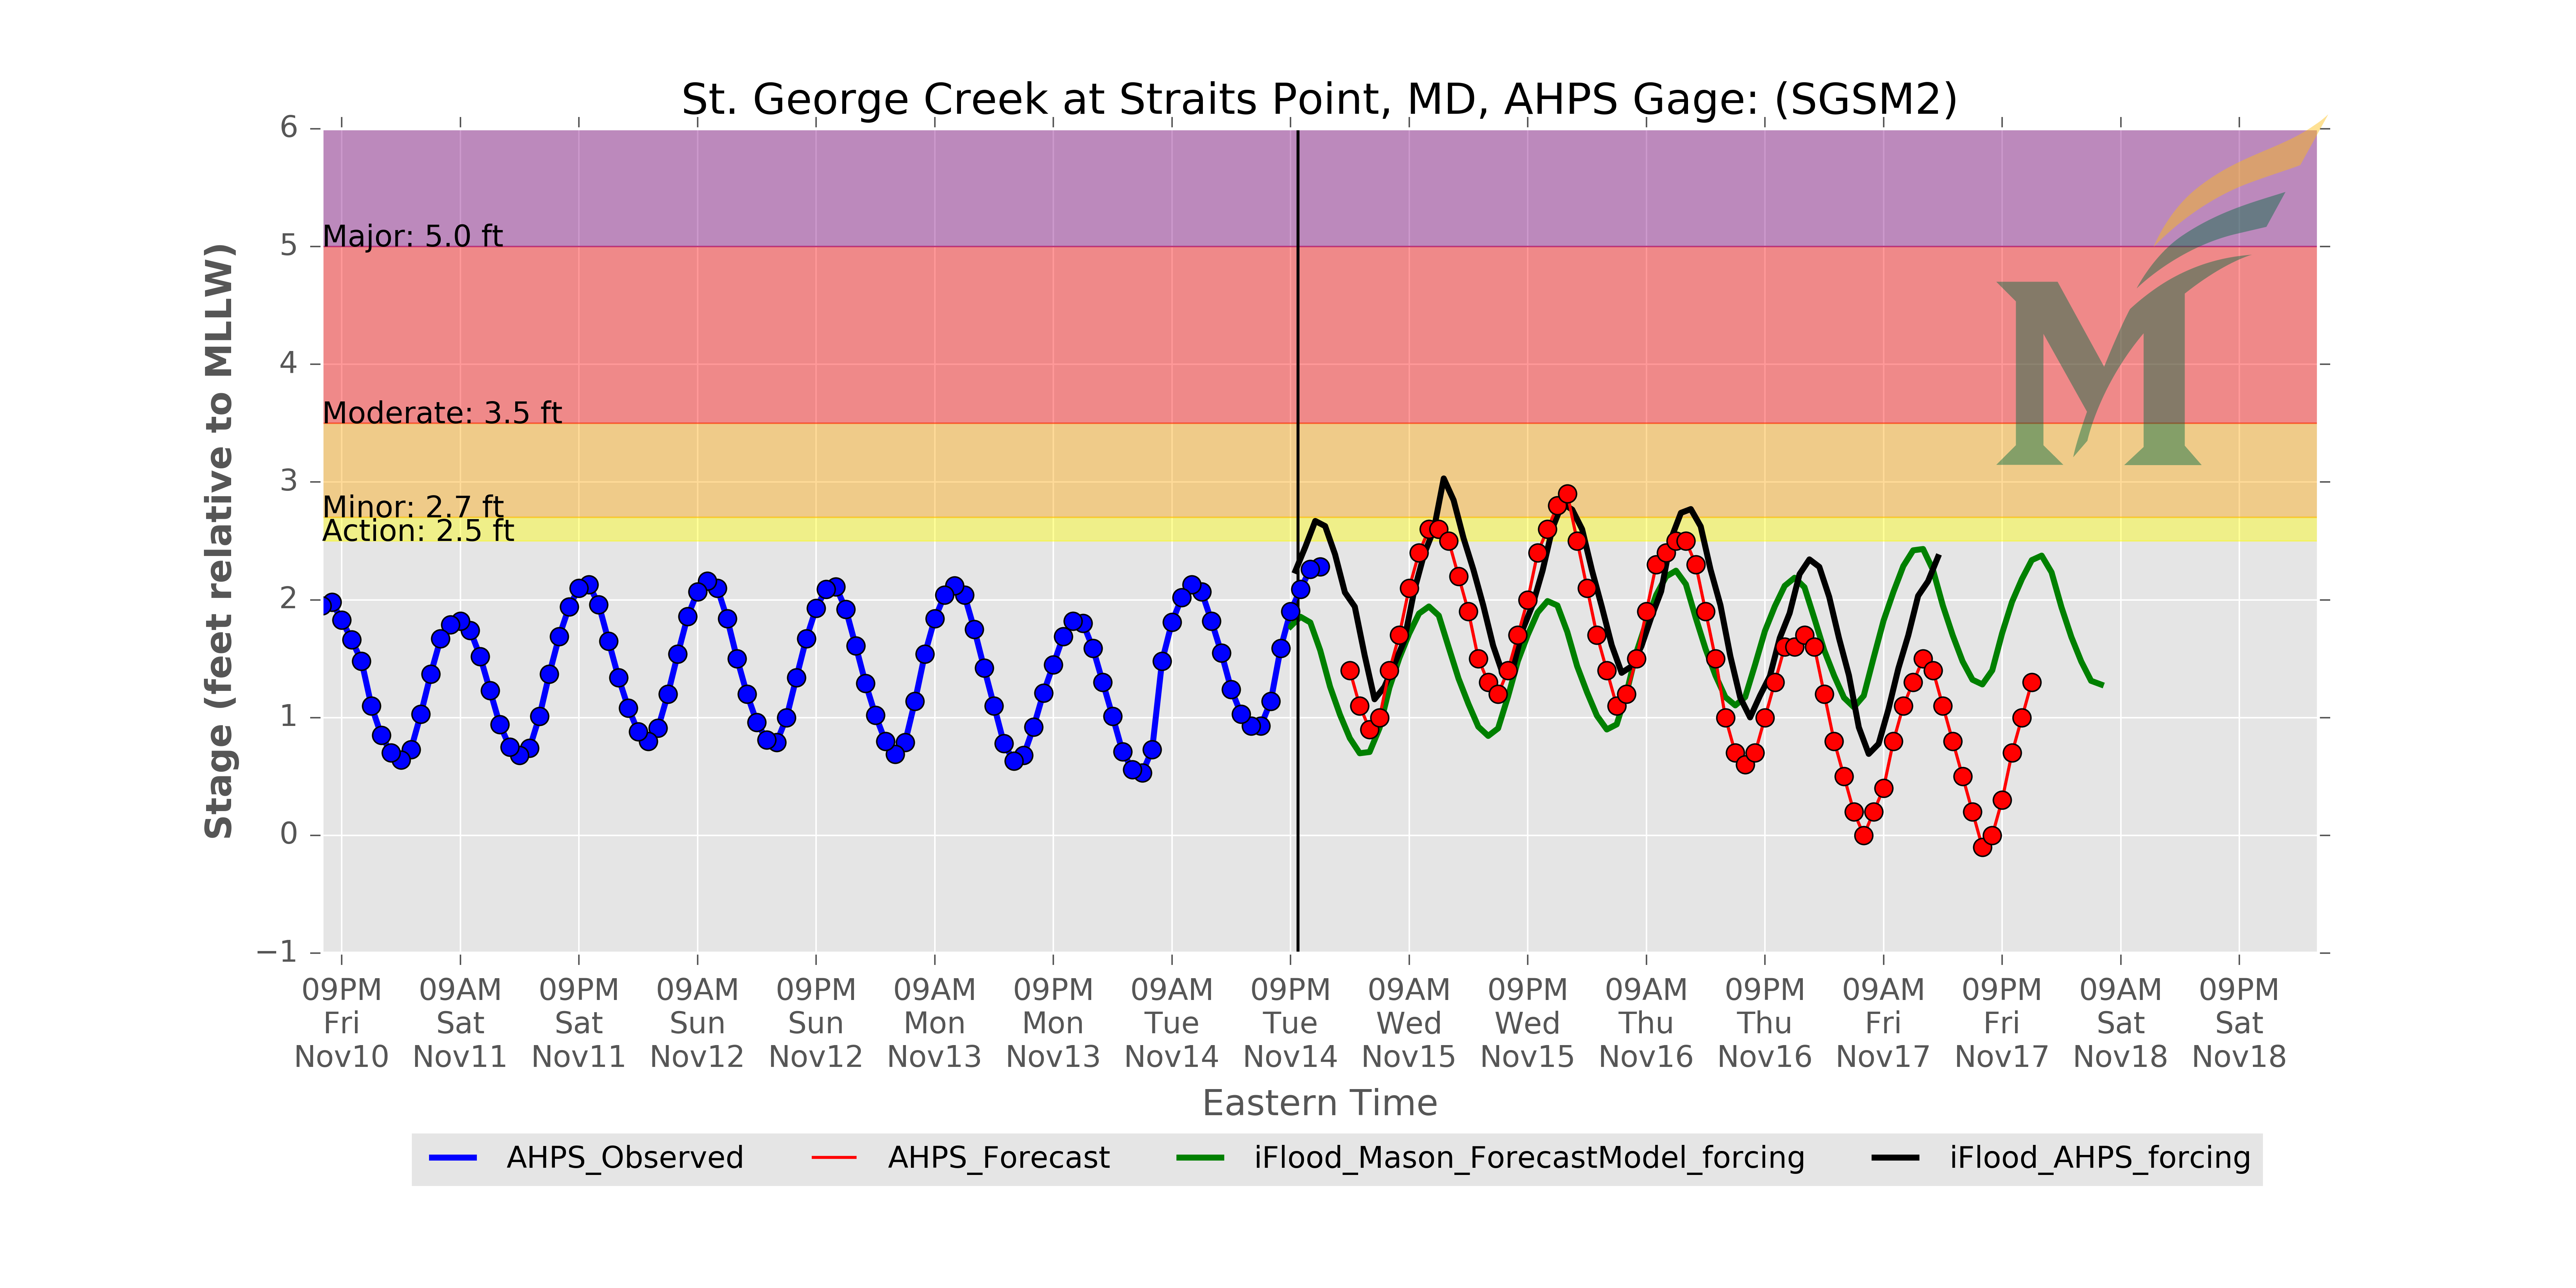 St. George Creek at Straits Point, MD, AHPS Gage: (SGSM2)
6
Major: 5.0 ft
5
4
Moderate: 3.5 ft
3
Minor: 2.7 ft
Action: 2.5 ft
2
1
0
−1
Stage (feet relative to MLLW)
M
09PM 09AM 09PM 09AM 09PM 09AM 09PM 09AM 09PM 09AM 09PM 09AM 09PM 09AM 09PM 09AM 09PM
Fri Sat Sat Sun Sun Mon Mon Tue Tue Wed Wed Thu Thu Fri Fri Sat Sat
Nov10 Nov11 Nov11 Nov12 Nov12 Nov13 Nov13 Nov14 Nov14 Nov15 Nov15 Nov16 Nov16 Nov17 Nov17 Nov18 Nov18
Eastern Time
AHPS_Observed AHPS_Forecast iFlood_Mason_ForecastModel_forcing iFlood_AHPS_forcing